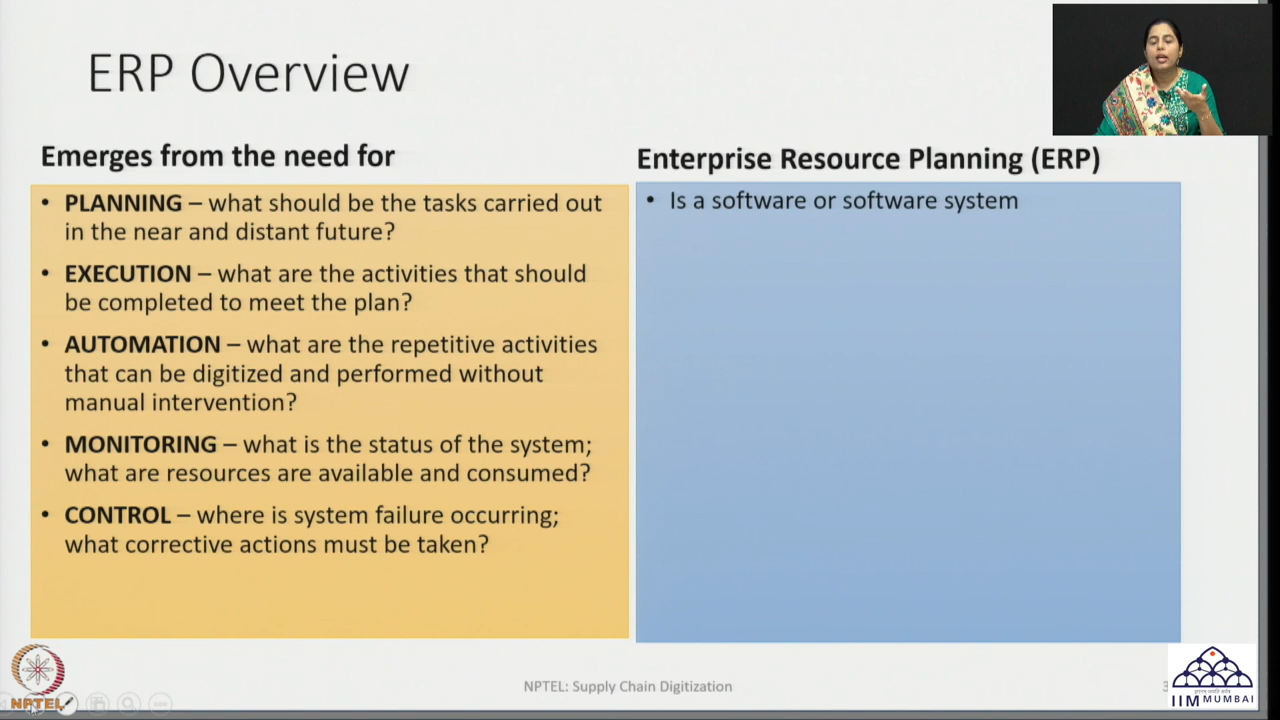 ERP Overview
Emerges from the need for
• PLANNING – what should be the tasks carried out
in the near and distant future?
• EXECUTION – what are the activities that should
be completed to meet the plan?
• AUTOMATION – what are the repetitive activities
that can be digitized and performed without
manual intervention?
• MONITORING – what is the status of the system;
what are resources are available and consumed?
• CONTROL – where is system failure occurring;
what corrective actions must be taken?
Enterprise Resource Planning (ERP)
• Is a software or software system
NPTEL
NPTEL: Supply Chain Digitization
IIM MUMBAI